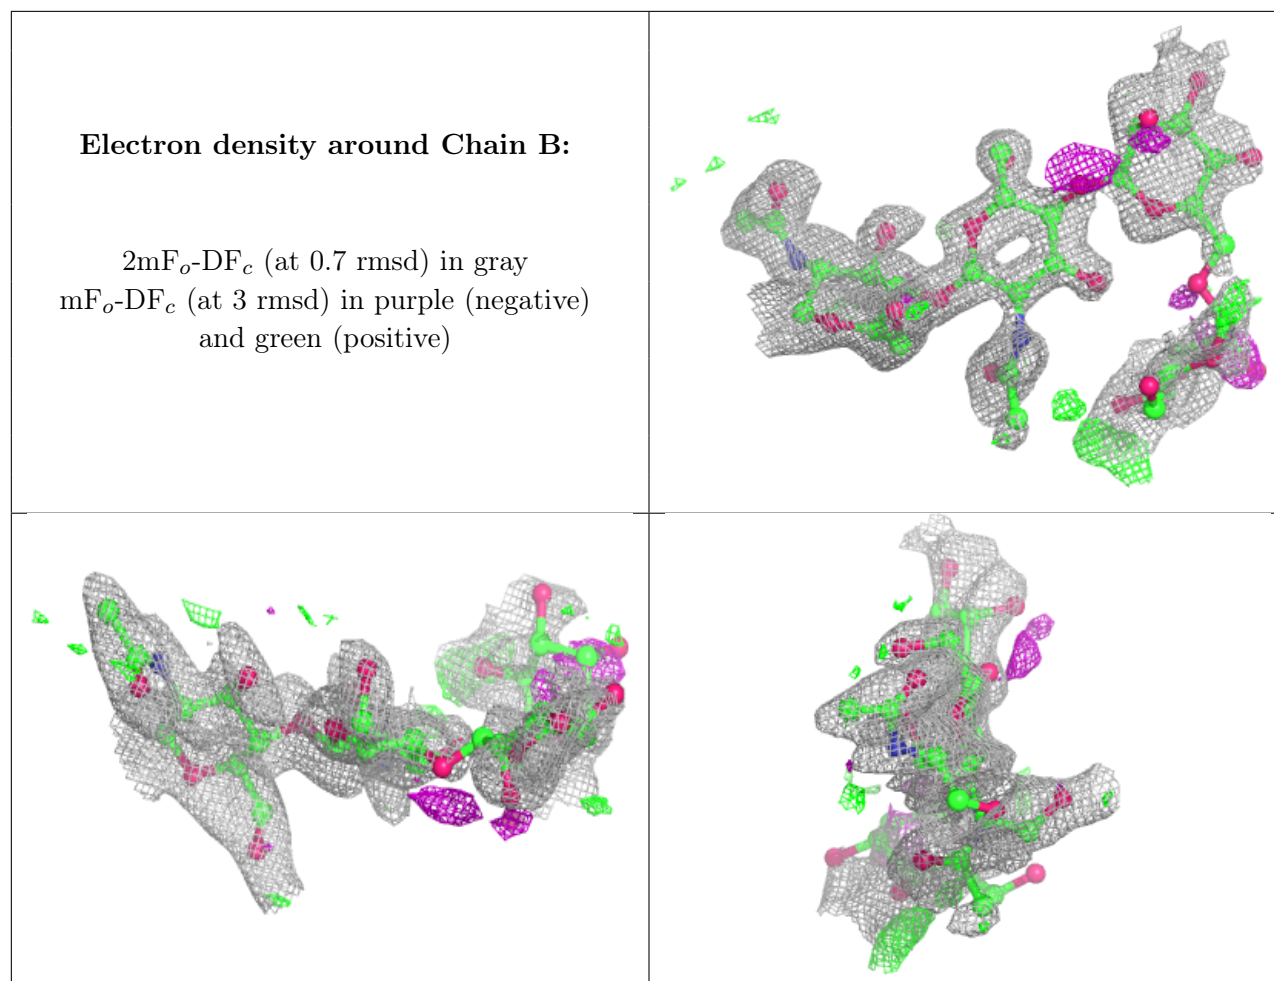 Electron density around Chain B:
2mFo-DFc (at 0.7 rmsd) in gray
mFo-DFc (at 3 rmsd) in purple (negative)
and green (positive)